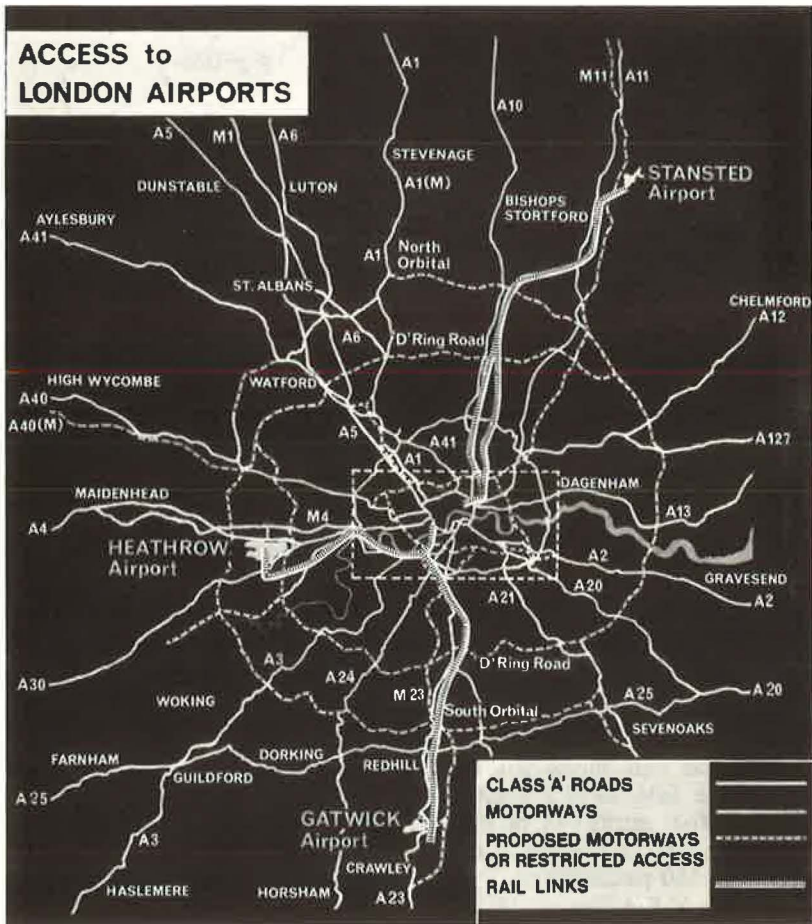 ACCESS to
LONDON AIRPORTS
A1
M11
A11
A10
A5
M1
A6
STEVENAGE
STANSTED
Airport
DUNSTABLE
LUTON
A1(M)
BISHOPS
STORTFORD
AYLESBURY
A41
A1
North
Orbital
ST. ALBANS
CHELMFORD
A12
A6
D'Ring Road
HIGH WYCOMBE
WATFORD
A40
A40(M)
A5
A41
A1
A127
MAIDENHEAD
DAGENHAM
M4
A13
A4
HEATHROW
Airport
A2
GRAVESEND
A21
A20
A2
A3
D'Ring Road
A30
A24
M 23
A25
A20
WOKING
South Orbital
SEVENOAKS
FARNHAM
DORKING
REDHILL
GUILDFORD
A25
GATWICK
Airport
A3
CRAWLEY
HASLEMERE
HORSHAM
A23
CLASS 'A' ROADS
MOTORWAYS
PROPOSED MOTORWAYS
OR RESTRICTED ACCESS
RAIL LINKS